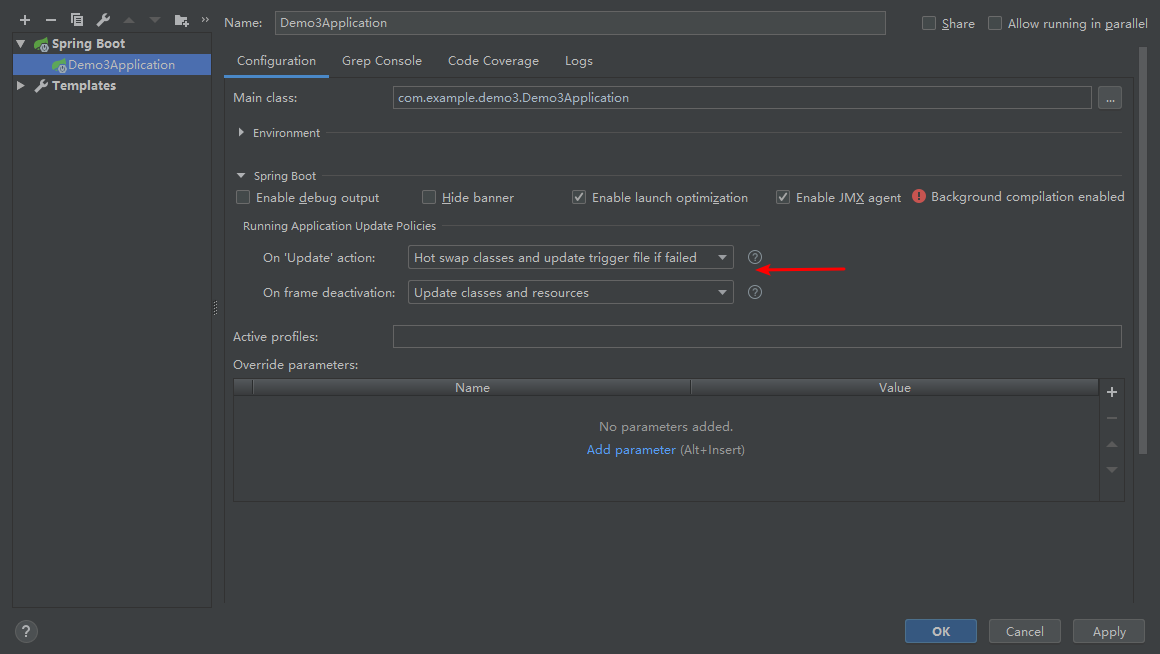 Name: Demo3Application Share Allow running in parallel
Spring Boot
Demo3Application
Templates
Configuration Grep Console Code Coverage Logs
Main class: com.example.demo3.Demo3Application ...
Environment
Spring Boot
Enable debug output Hide banner Enable launch optimization Enable JMX agent Background compilation enabled
Running Application Update Policies
On 'Update' action: Hot swap classes and update trigger file if failed ?
On frame deactivation: Update classes and resources ?
Active profiles:
Override parameters:
Name Value
No parameters added.
Add parameter (Alt+Insert)
? OK Cancel Apply